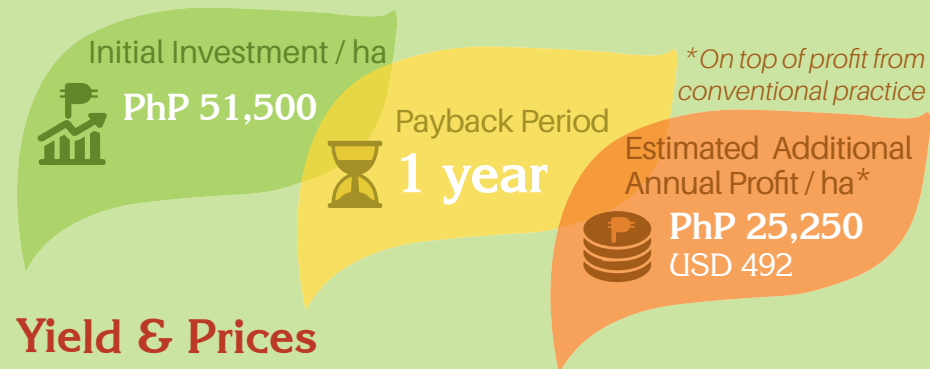 Initial Investment / ha
PhP 51,500
Payback Period
1 year
*On top of profit from
conventional practice
Estimated Additional
Annual Profit / ha*
PhP 25,250
USD 492
Yield & Prices